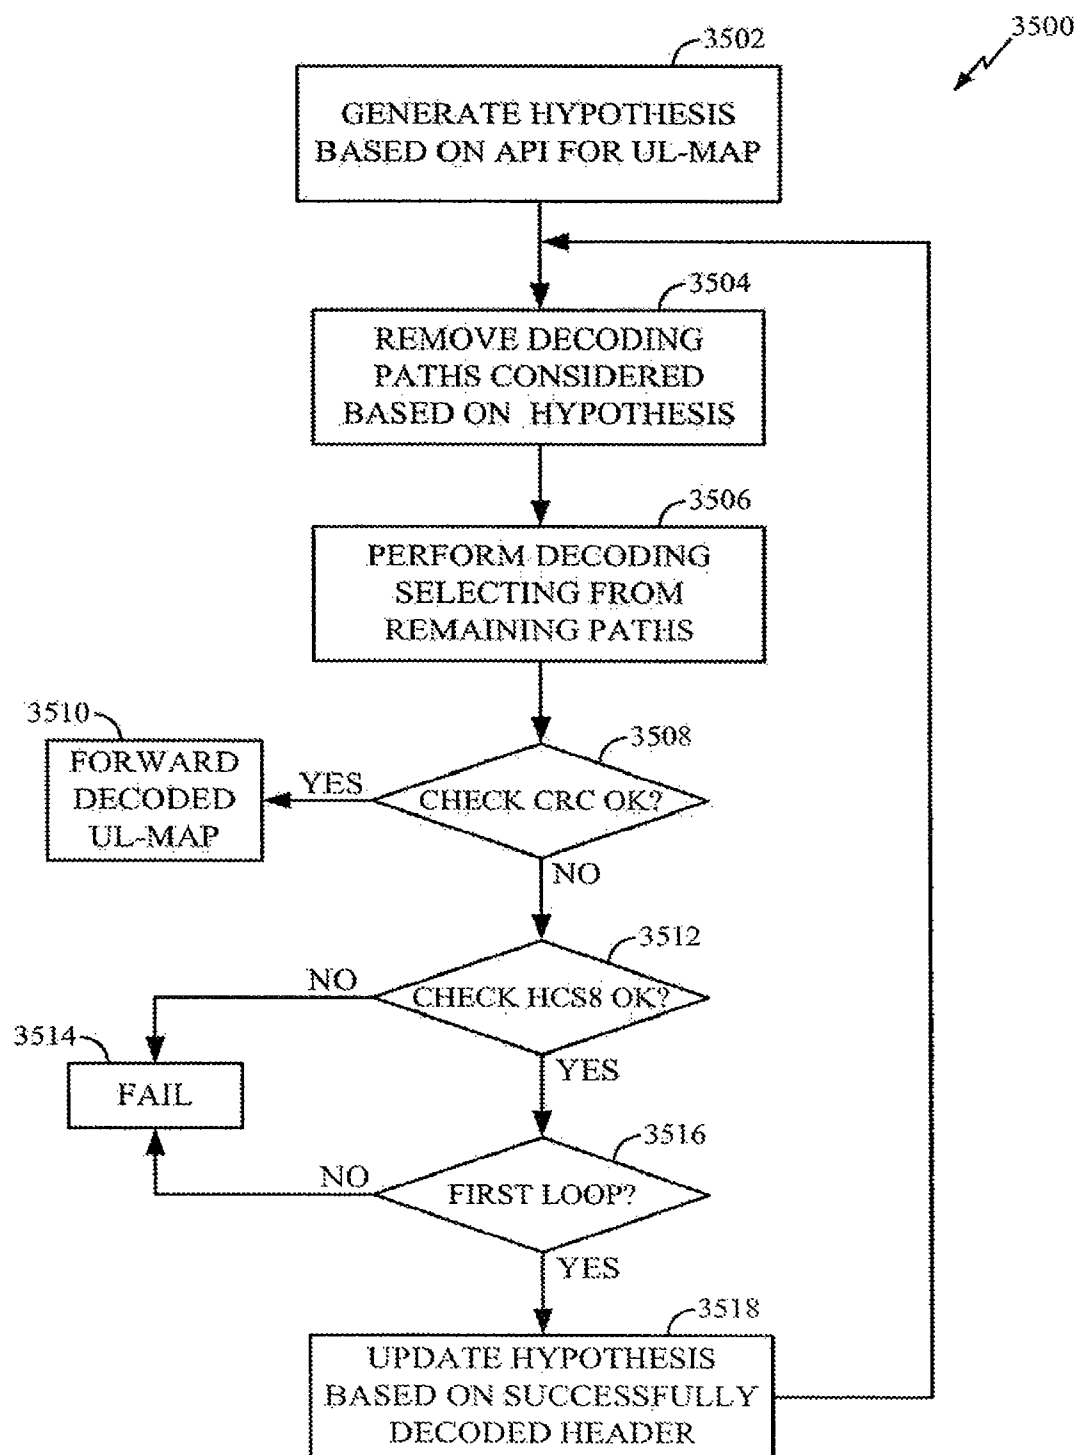 3500
3502
GENERATE HYPOTHESIS
BASED ON API FOR UL-MAP
3504
REMOVE DECODING
PATHS CONSIDERED
BASED ON HYPOTHESIS
3506
PERFORM DECODING
SELECTING FROM
REMAINING PATHS
3508
CHECK CRC OK?
YES
3510
FORWARD
DECODED
UL-MAP
NO
3512
CHECK HCS8 OK?
NO
3514
FAIL
YES
3516
FIRST LOOP?
NO
YES
3518
UPDATE HYPOTHESIS
BASED ON SUCCESSFULLY
DECODED HEADER